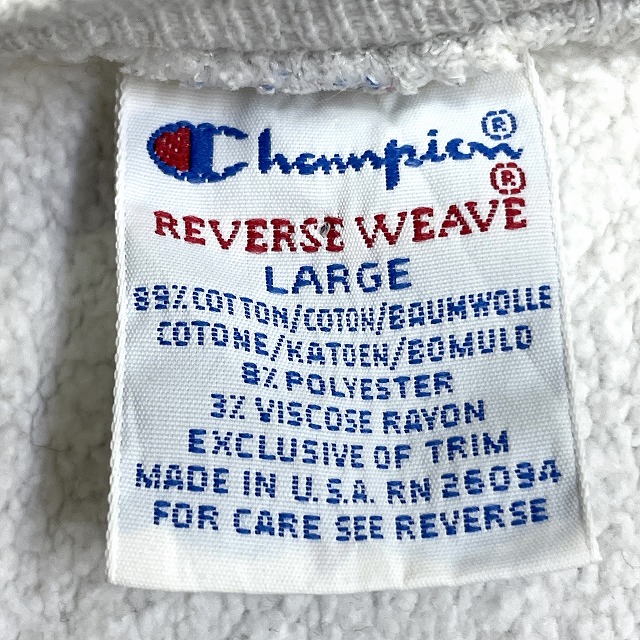 Champion®
REVERSE WEAVE®
LARGE
89% COTTON/COTON/BAUMWOLLE
COTONE/KATOEN/BOMULD
8% POLYESTER
3% VISCOSE RAYON
EXCLUSIVE OF TRIM
MADE IN U.S.A. RN 26094
FOR CARE SEE REVERSE